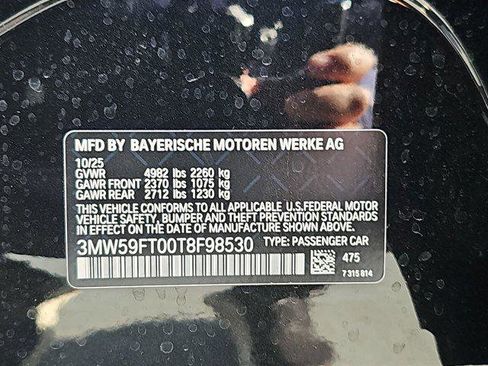 MFD BY BAYERISCHE MOTOREN WERKE AG
10/25
GVWR 4982 lbs 2260 kg
GAWR FRONT 2370 lbs 1075 kg
GAWR REAR 2712 lbs 1230 kg
THIS VEHICLE CONFORMS TO ALL APPLICABLE U.S.FEDERAL MOTOR
VEHICLE SAFETY, BUMPER AND THEFT PREVENTION STANDARDS
IN EFFECT ON THE DATE OF MANUFACTURE SHOWN ABOVE.
3MW59FT00T8F98530 TYPE: PASSENGER CAR
475
7 315 814